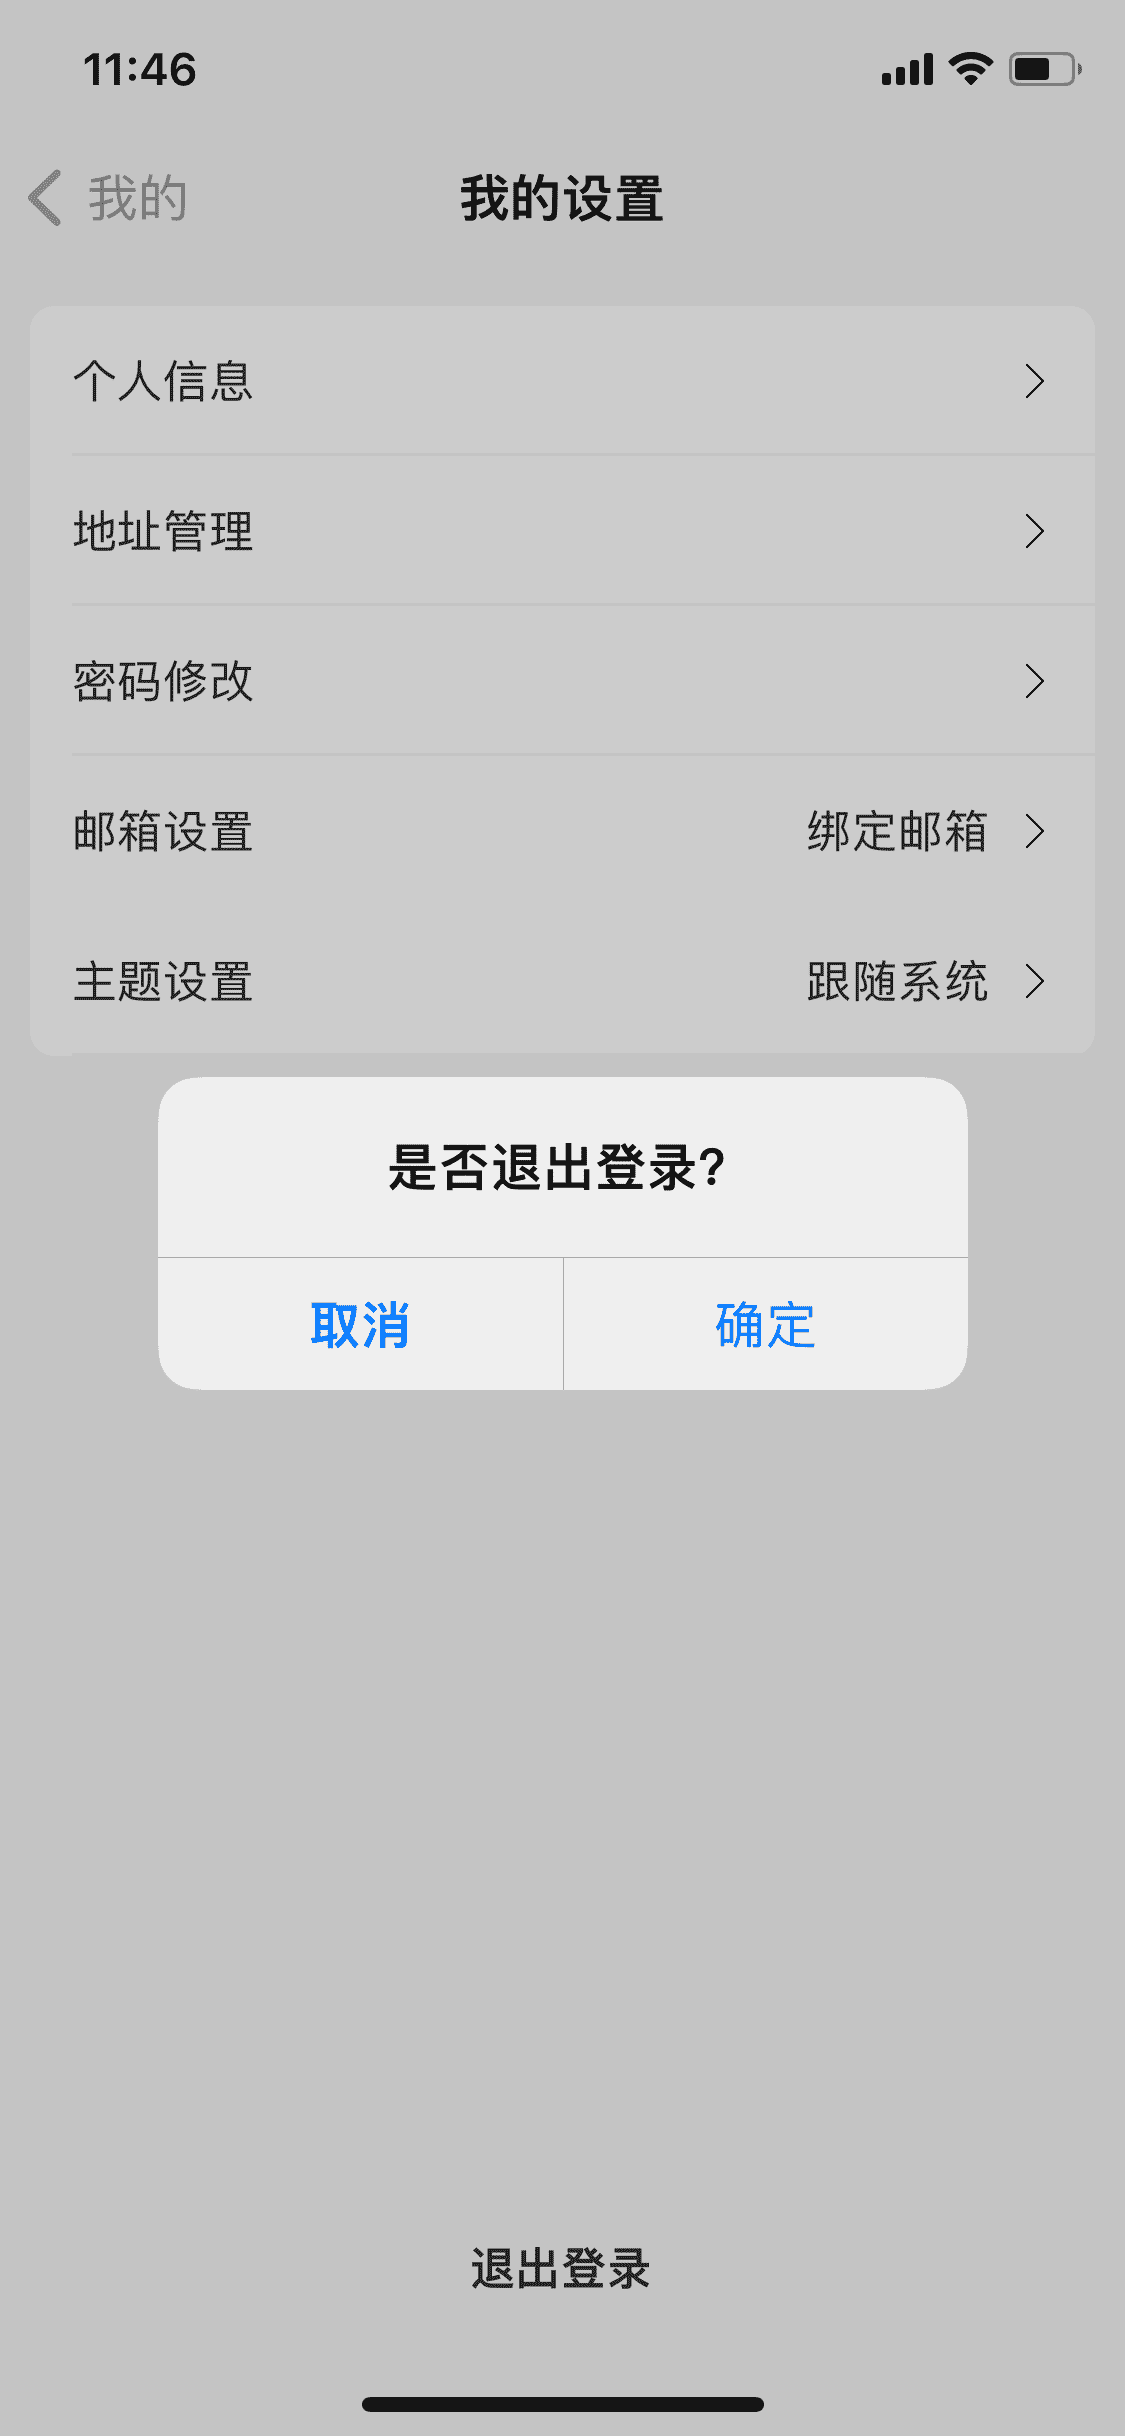 11:46
我的
我的设置
个人信息
地址管理
密码修改
邮箱设置 绑定邮箱
主题设置 跟随系统
是否退出登录?
取消 确定
退出登录